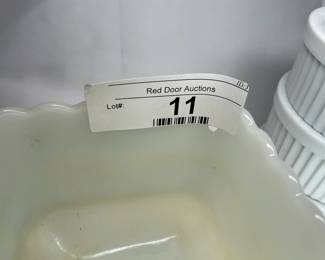 Red Door Auctions
Lot#: 11